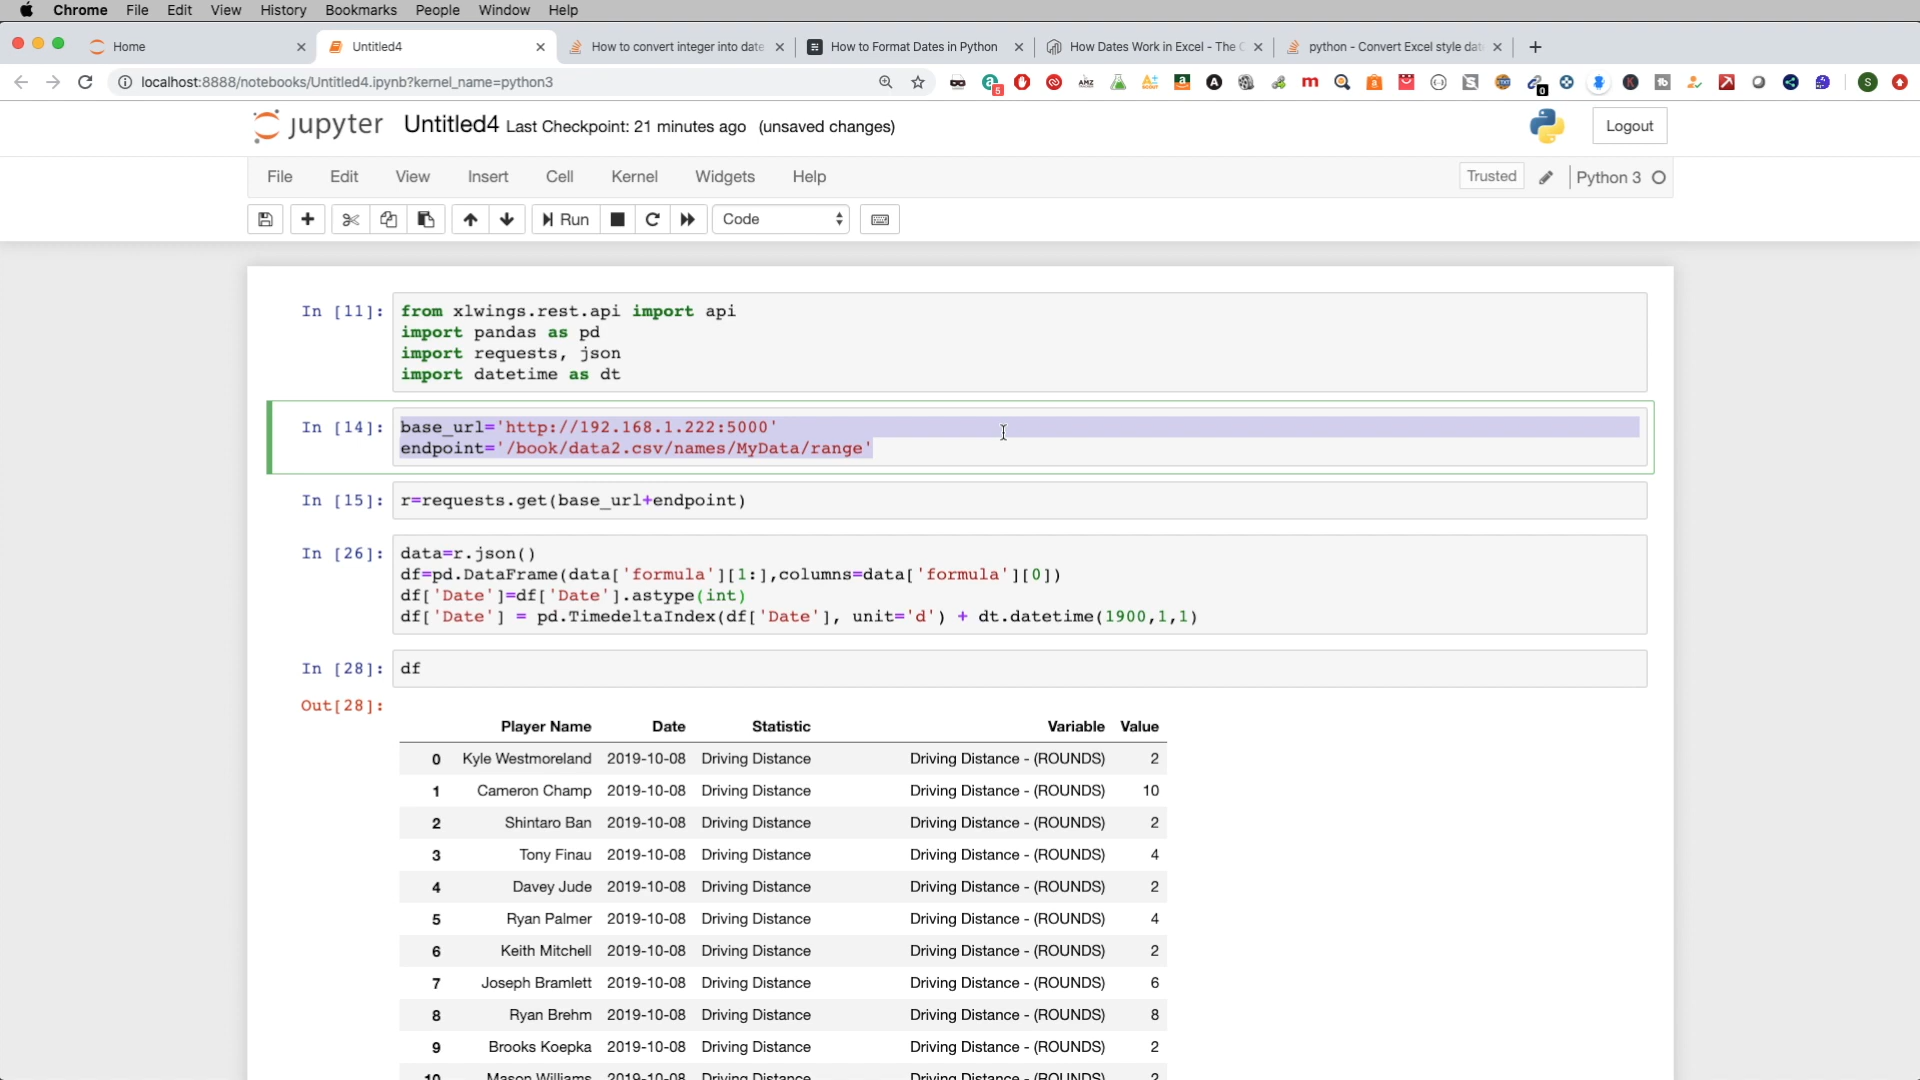 Chrome File Edit View History Bookmarks People Window Help
Home Untitled4 How to convert integer into date How to Format Dates in Python How Dates Work in Excel - The python - Convert Excel style dat
localhost:8888/notebooks/Untitled4.ipynb?kernel_name=python3
jupyter Untitled4 Last Checkpoint: 21 minutes ago (unsaved changes) Logout
File Edit View Insert Cell Kernel Widgets Help Trusted Python 3
Run Code
In [11]: from xlwings.rest.api import api
import pandas as pd
import requests, json
import datetime as dt
In [14]: base_url='http://192.168.1.222:5000'
endpoint='/book/data2.csv/names/MyData/range'
In [15]: r=requests.get(base_url+endpoint)
In [26]: data=r.json()
df=pd.DataFrame(data['formula'][1:],columns=data['formula'][0])
df['Date']=df['Date'].astype(int)
df['Date'] = pd.TimedeltaIndex(df['Date'], unit='d') + dt.datetime(1900,1,1)
In [28]: df
Out[28]:
Player Name Date Statistic Variable Value
0 Kyle Westmoreland 2019-10-08 Driving Distance Driving Distance - (ROUNDS) 2
1 Cameron Champ 2019-10-08 Driving Distance Driving Distance - (ROUNDS) 10
2 Shintaro Ban 2019-10-08 Driving Distance Driving Distance - (ROUNDS) 2
3 Tony Finau 2019-10-08 Driving Distance Driving Distance - (ROUNDS) 4
4 Davey Jude 2019-10-08 Driving Distance Driving Distance - (ROUNDS) 2
5 Ryan Palmer 2019-10-08 Driving Distance Driving Distance - (ROUNDS) 4
6 Keith Mitchell 2019-10-08 Driving Distance Driving Distance - (ROUNDS) 2
7 Joseph Bramlett 2019-10-08 Driving Distance Driving Distance - (ROUNDS) 6
8 Ryan Brehm 2019-10-08 Driving Distance Driving Distance - (ROUNDS) 8
9 Brooks Koepka 2019-10-08 Driving Distance Driving Distance - (ROUNDS) 2
10 Mason Williams 2019-10-08 Driving Distance Driving Distance - (ROUNDS) 2